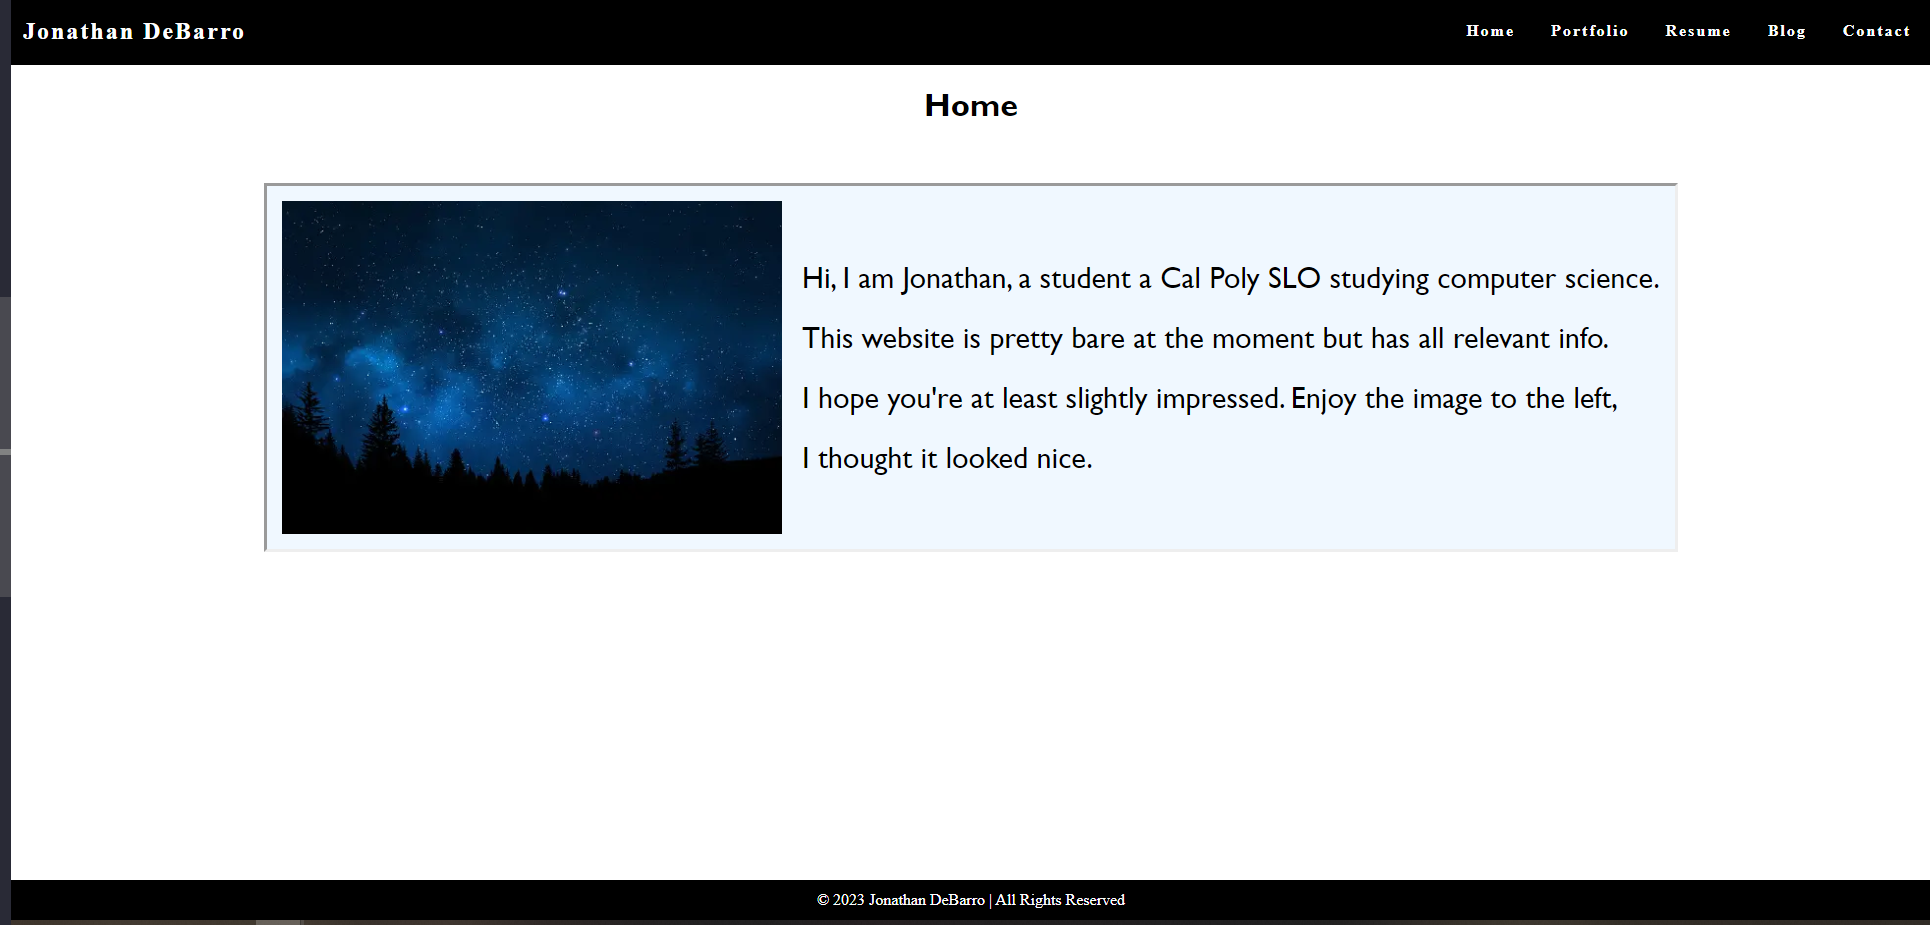 Jonathan DeBarro
Home Portfolio Resume Blog Contact
Home
Hi, I am Jonathan, a student a Cal Poly SLO studying computer science.
This website is pretty bare at the moment but has all relevant info.
I hope you're at least slightly impressed. Enjoy the image to the left,
I thought it looked nice.
© 2023 Jonathan DeBarro | All Rights Reserved